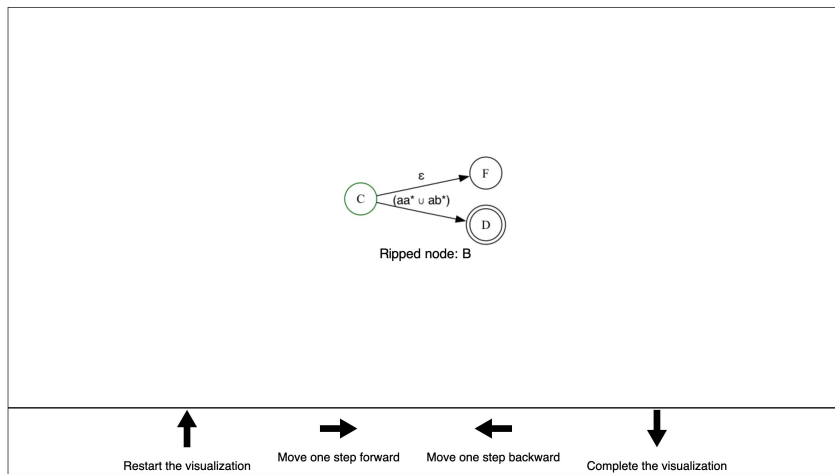 ε
F
C
(aa* ∪ ab*)
D
Ripped node: B
Restart the visualization
Move one step forward
Move one step backward
Complete the visualization